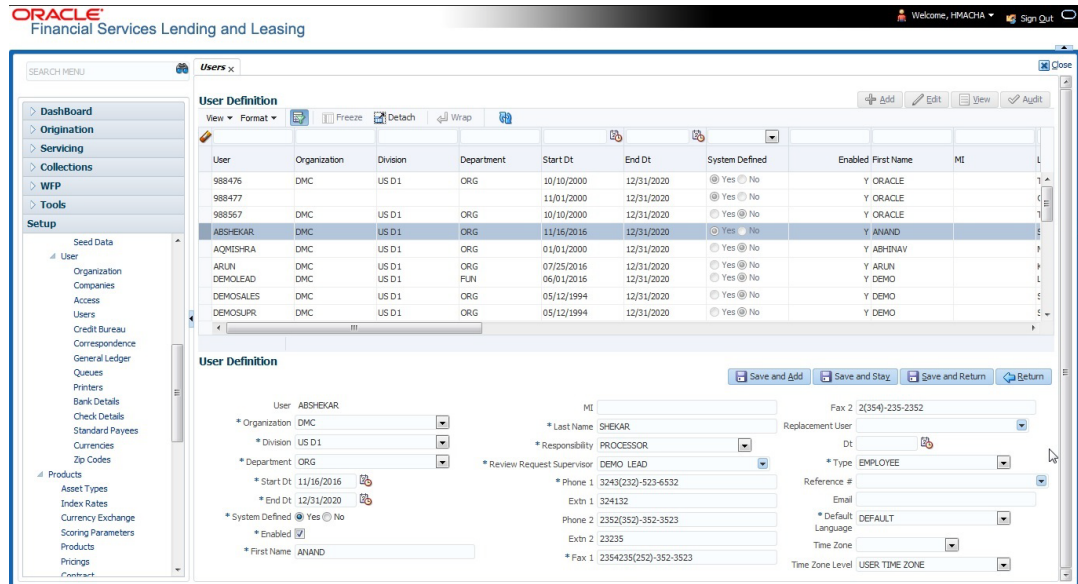 ORACLE
Financial Services Lending and Leasing
Welcome, HMACHA
Sign Out
SEARCH MENU
Users
Close
DashBoard
Origination
Servicing
Collections
WFP
Tools
Setup
Seed Data
User
Organization
Companies
Access
Users
Credit Bureau
Correspondence
General Ledger
Queues
Printers
Bank Details
Check Details
Standard Payees
Currencies
Zip Codes
Products
Asset Types
Index Rates
Currency Exchange
Scoring Parameters
Products
Pricings
Contract
User Definition
Add Edit View Audit
View Format Freeze Detach Wrap
User Organization Division Department Start Dt End Dt System Defined Enabled First Name MI
988476 DMC US D1 ORG 10/10/2000 12/31/2020 Yes No Y ORACLE
988477 11/01/2000 12/31/2020 Yes No Y ORACLE
988567 DMC US D1 ORG 10/10/2000 12/31/2020 Yes No Y ORACLE
ABSHEKAR DMC US D1 ORG 11/16/2016 12/31/2020 Yes No Y ANAND
AQMISHRA DMC US D1 ORG 01/01/2000 12/31/2020 Yes No Y ABHINAV
ARUN DMC US D1 ORG 07/25/2016 12/31/2020 Yes No Y ARUN
DEMOLEAD DMC US D1 FUN 06/01/2016 12/31/2020 Yes No Y DEMO
DEMOSALES DMC US D1 ORG 05/12/1994 12/31/2020 Yes No Y DEMO
DEMOSUPR DMC US D1 ORG 05/12/1994 12/31/2020 Yes No Y DEMO
User Definition
Save and Add Save and Stay Save and Return Return
User ABSHEKAR
* Organization DMC
* Division US D1
* Department ORG
* Start Dt 11/16/2016
* End Dt 12/31/2020
* System Defined Yes No
* Enabled
* First Name ANAND
MI
* Last Name SHEKAR
* Responsibility PROCESSOR
* Review Request Supervisor DEMO LEAD
* Phone 1 3243(232)-523-6532
Extn 1 324132
Phone 2 2352(352)-352-3523
Extn 2 23235
* Fax 1 2354235(252)-352-3523
Fax 2 2(354)-235-2352
Replacement User
Dt
* Type EMPLOYEE
Reference #
Email
* Default Language DEFAULT
Time Zone
Time Zone Level USER TIME ZONE